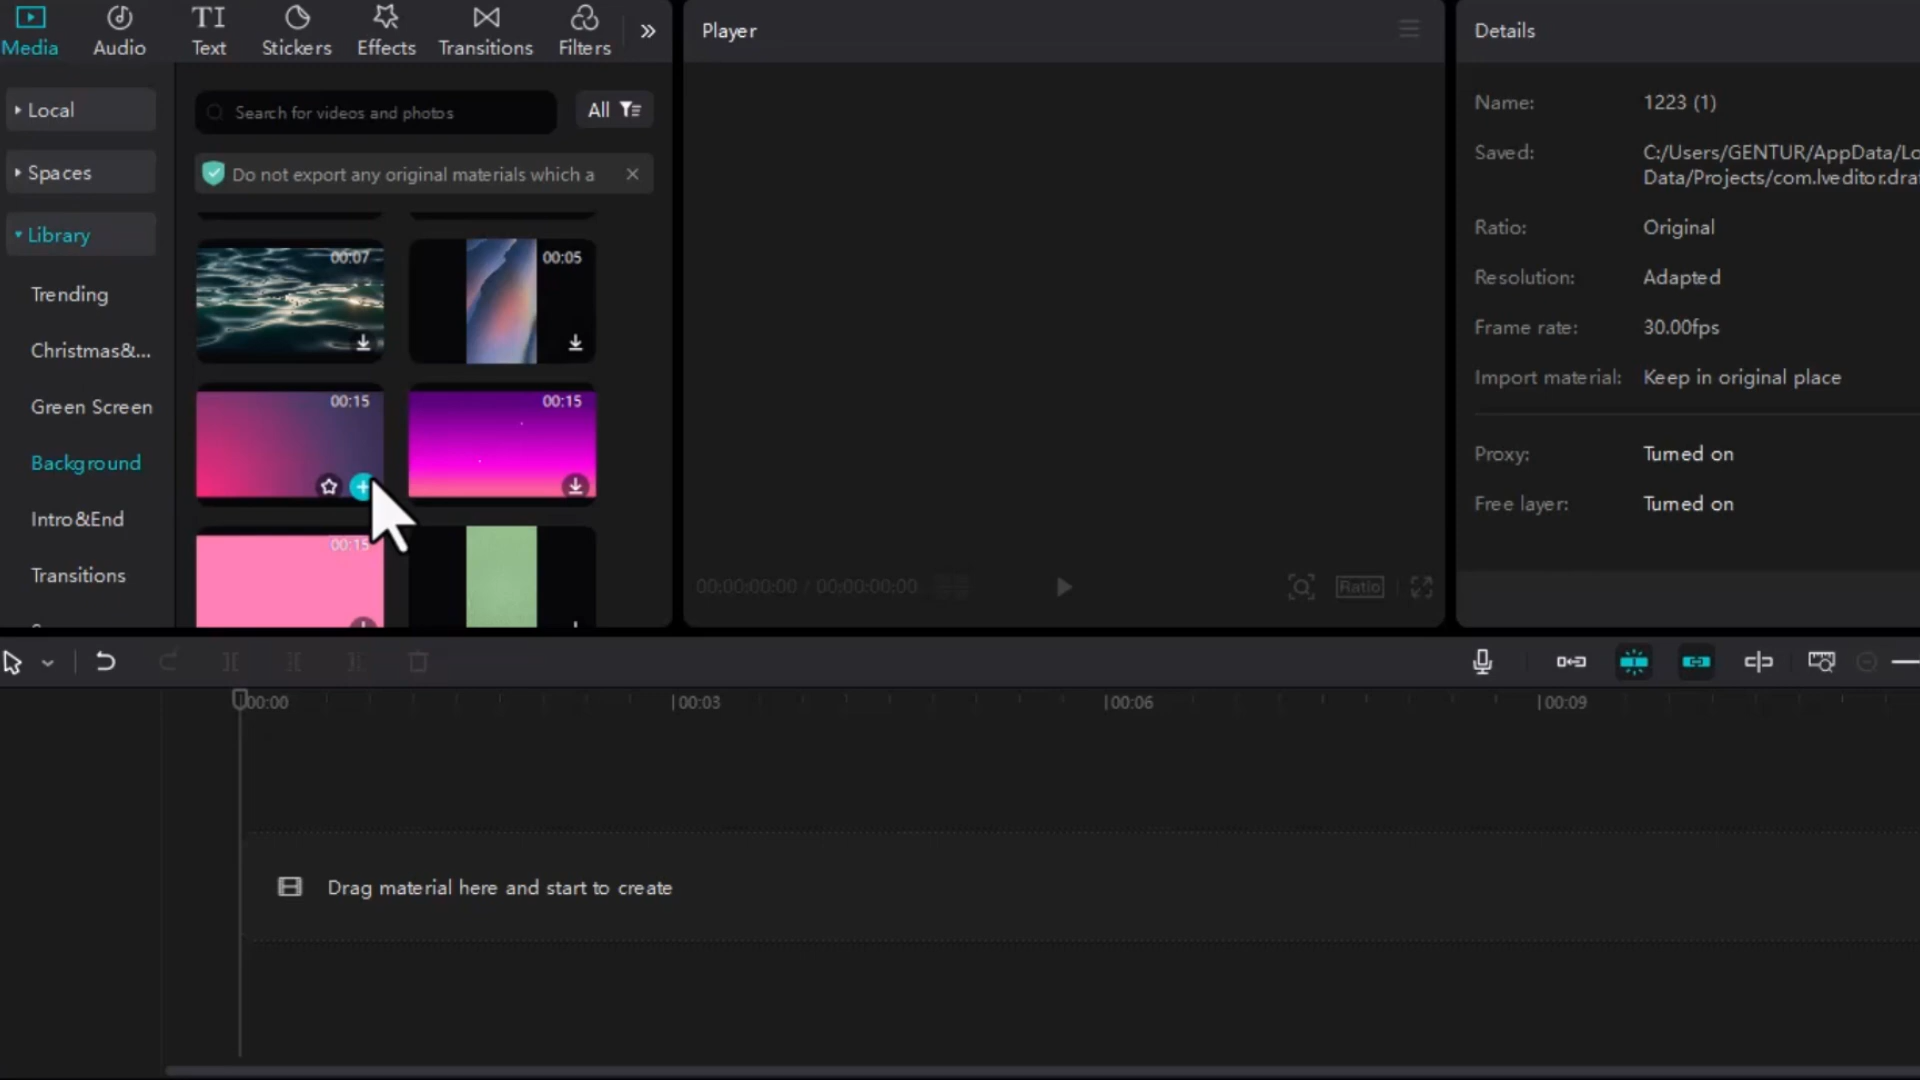 Media
Audio
Text
Stickers
Effects
Transitions
Filters
Player
Details
Local
Spaces
Library
Trending
Christmas&...
Green Screen
Background
Intro&End
Transitions
Search for videos and photos
All
Do not export any original materials which a
00:07
00:05
00:15
00:15
00:15
00:00:00:00 / 00:00:00:00
Ratio
Name: 1223 (1)
Saved: C:/Users/GENTUR/AppData/Lo
Data/Projects/com.lveditor.draf
Ratio: Original
Resolution: Adapted
Frame rate: 30.00fps
Import material: Keep in original place
Proxy: Turned on
Free layer: Turned on
00:00
00:03
00:06
00:09
Drag material here and start to create